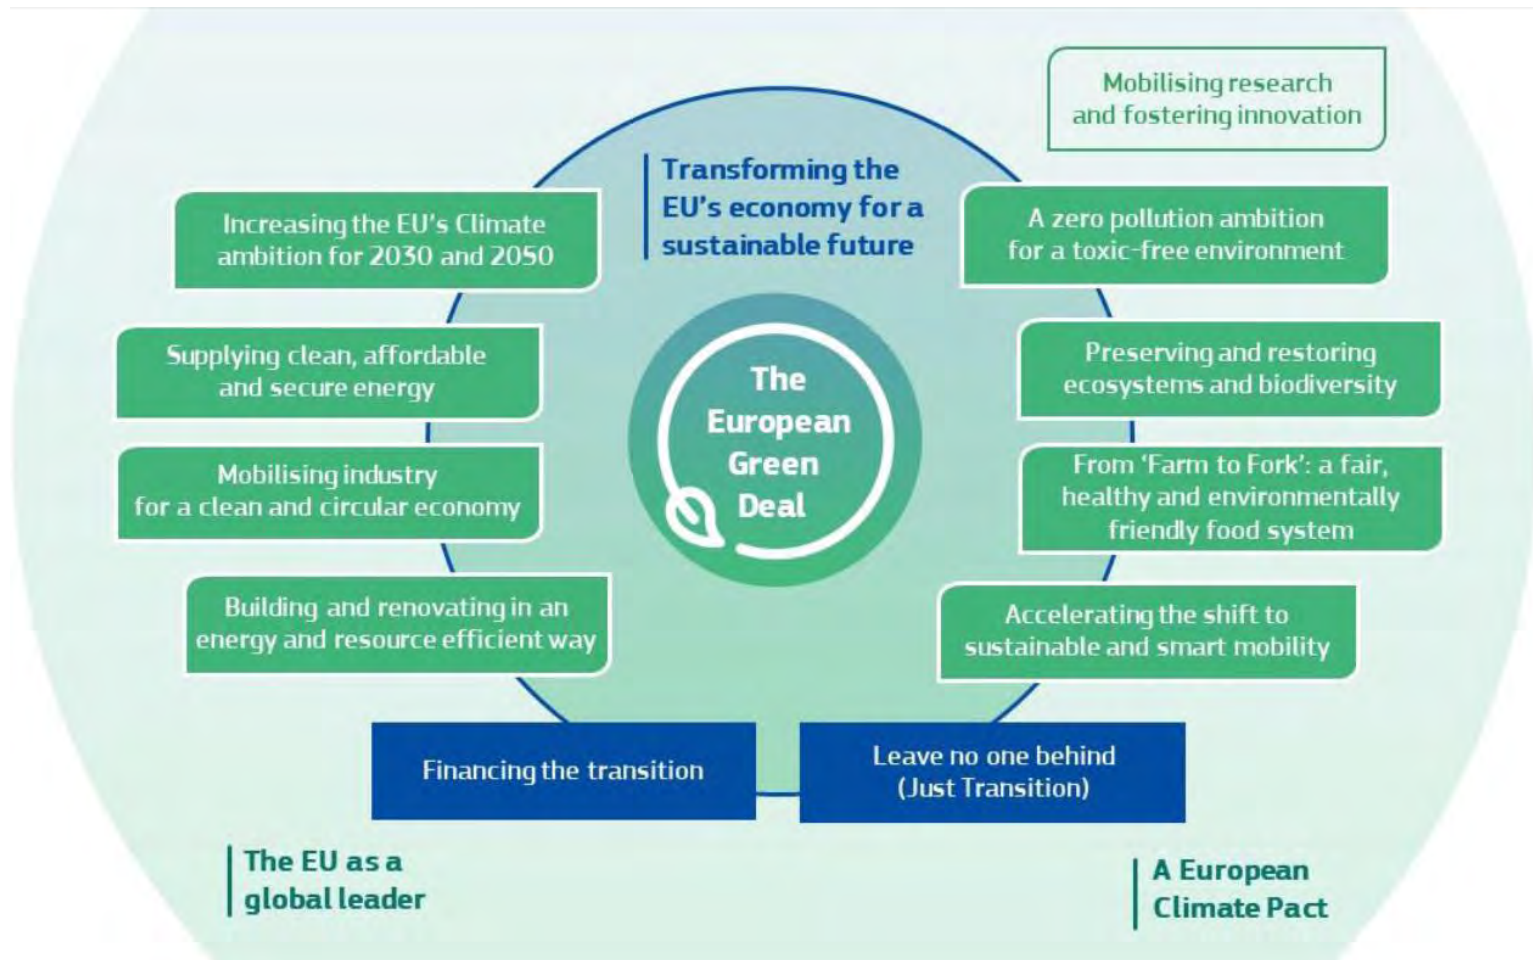 Mobilising research
and fostering innovation
Transforming the
EU's economy for a
sustainable future
Increasing the EU's Climate
ambition for 2030 and 2050
A zero pollution ambition
for a toxic-free environment
Supplying clean, affordable
and secure energy
Preserving and restoring
ecosystems and biodiversity
The
European
Green
Deal
Mobilising industry
for a clean and circular economy
From 'Farm to Fork': a fair,
healthy and environmentally
friendly food system
Building and renovating in an
energy and resource efficient way
Accelerating the shift to
sustainable and smart mobility
Financing the transition
Leave no one behind
(Just Transition)
The EU as a
global leader
A European
Climate Pact